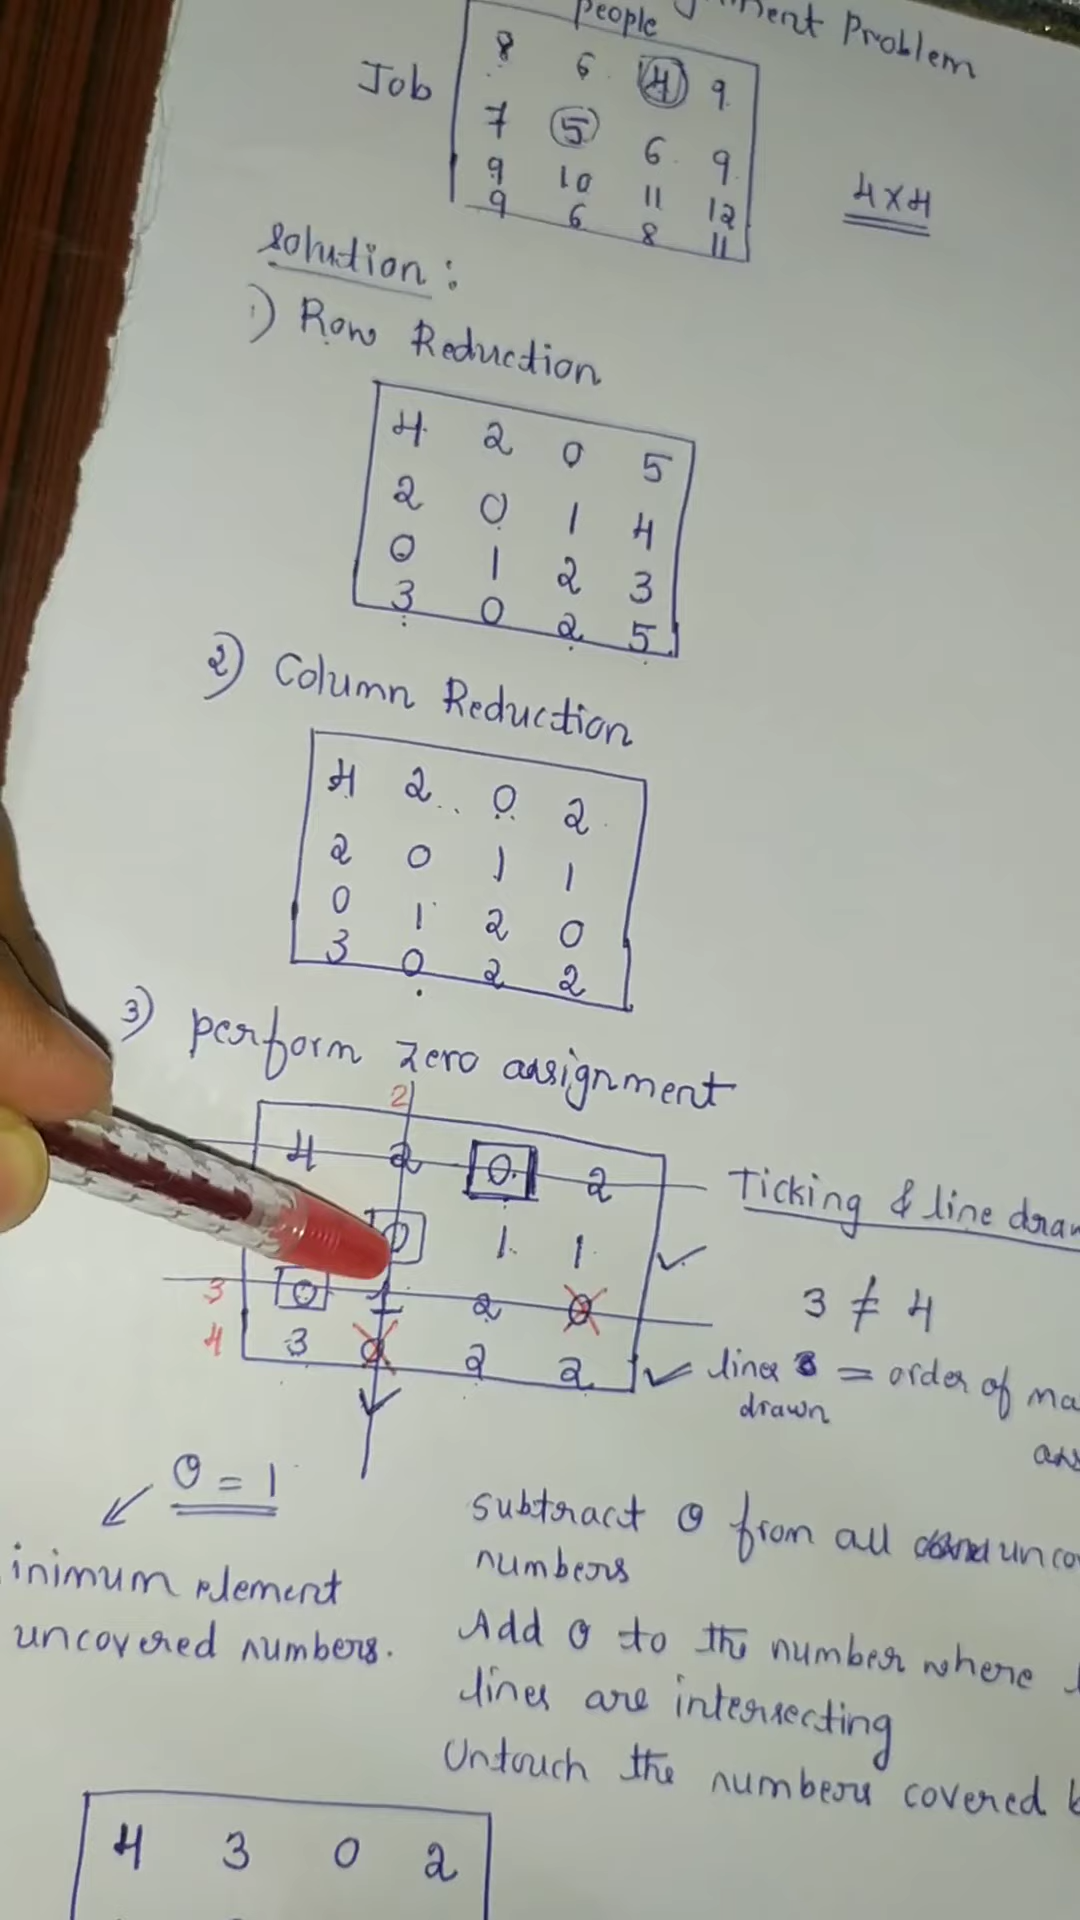 people
Problem
Job
8 6 4 9
7 5 6 9
9 10 11 12
9 6 8 11
4×4
Solution:
1) Row Reduction
4 2 0 5
2 0 1 4
0 1 2 3
3 0 2 5
2) Column Reduction
4 2 0 2
2 0 1 1
0 1 2 0
3 0 2 2
3) perform zero assignment
2
4 2 0 2
0 1 1
3 0 1 2 0
4 3 0 2 2
Ticking & line
3 ≠ 4
lines = order of
drawn
θ = 1
inimum element
uncovered numbers.
subtract θ from all
numbers
Add θ to the number where
lines are intersecting
Untouch the numbers covered
4 3 0 2